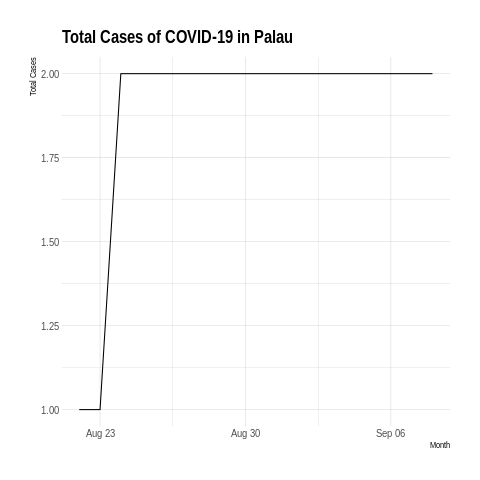 Total Cases of COVID-19 in Palau
Total Cases
2.00
1.75
1.50
1.25
1.00
Aug 23 Aug 30 Sep 06
Month